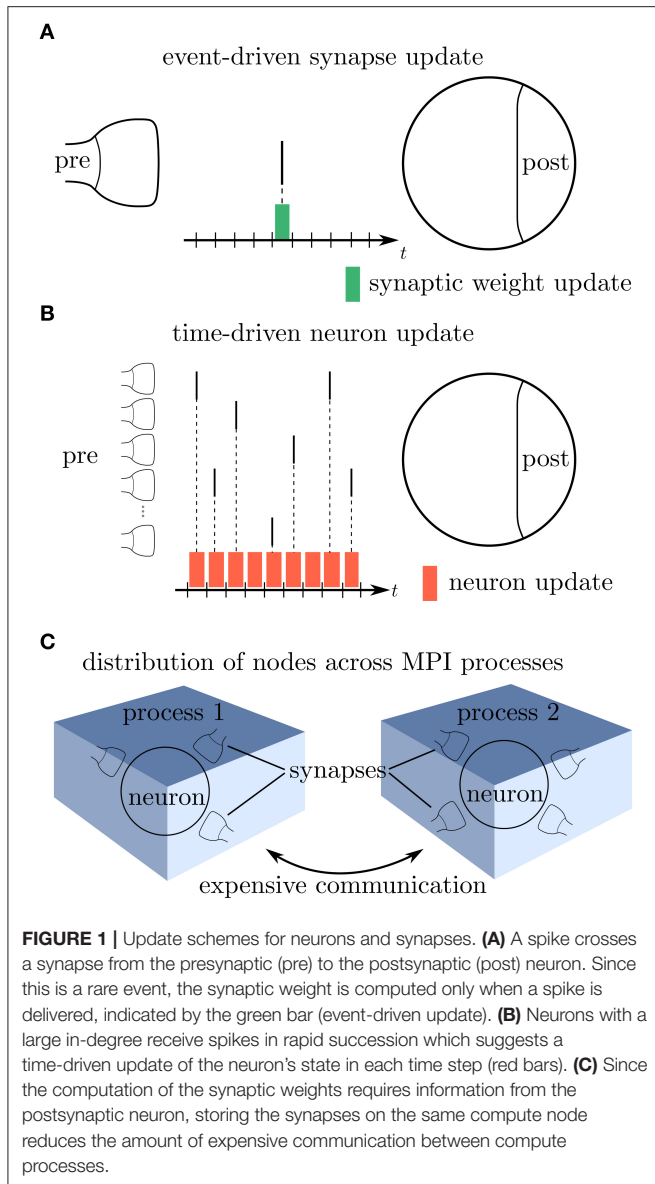 A
event-driven synapse update
pre
post
t
synaptic weight update
B
time-driven neuron update
pre
post
t
neuron update
C
distribution of nodes across MPI processes
process 1
process 2
synapses
neuron
neuron
expensive communication
FIGURE 1 | Update schemes for neurons and synapses. (A) A spike crosses
a synapse from the presynaptic (pre) to the postsynaptic (post) neuron. Since
this is a rare event, the synaptic weight is computed only when a spike is
delivered, indicated by the green bar (event-driven update). (B) Neurons with a
large in-degree receive spikes in rapid succession which suggests a
time-driven update of the neuron's state in each time step (red bars). (C) Since
the computation of the synaptic weights requires information from the
postsynaptic neuron, storing the synapses on the same compute node
reduces the amount of expensive communication between compute
processes.